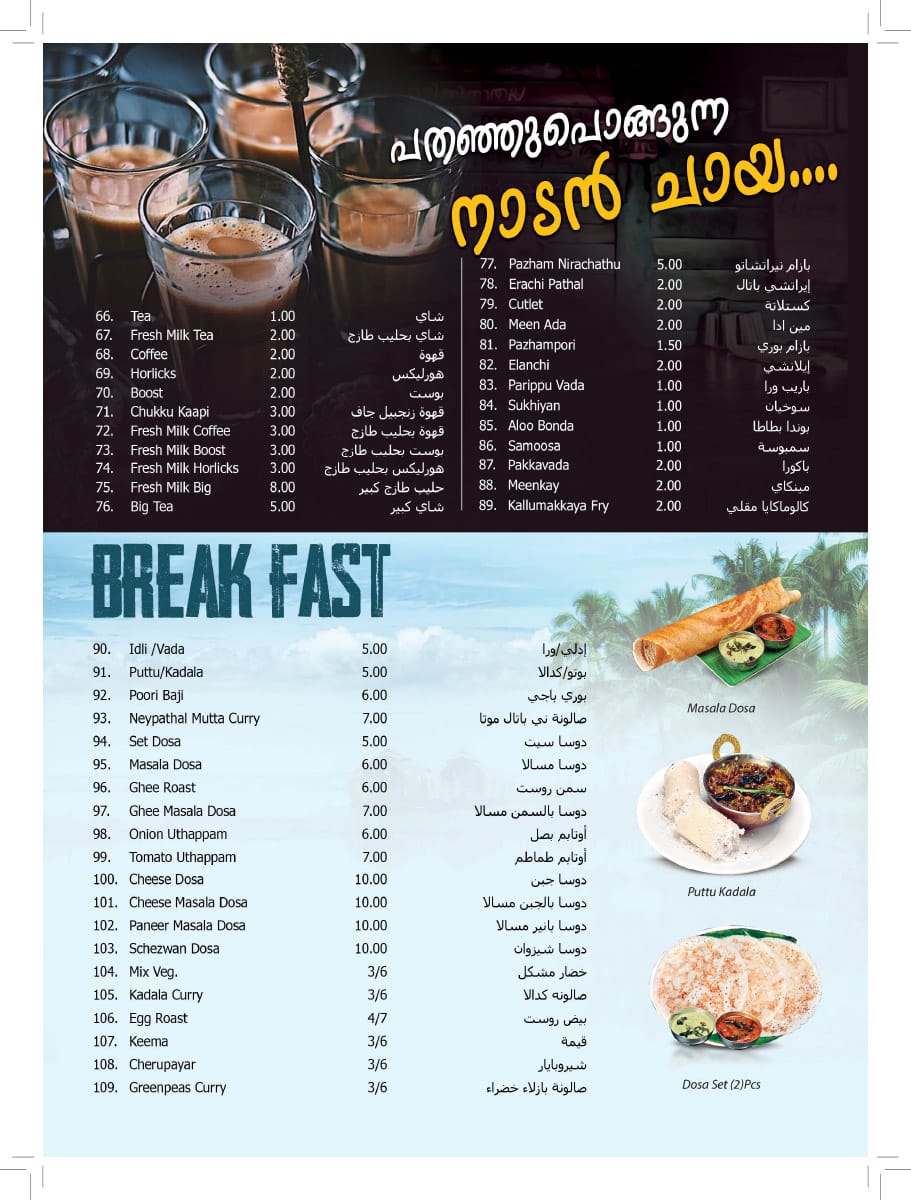 പതഞ്ഞുപൊങ്ങുന്ന
നാടൻ ചായ....
66. Tea 1.00 شاي
67. Fresh Milk Tea 2.00 شاي بحليب طازج
68. Coffee 2.00 قهوة
69. Horlicks 2.00 هورليكس
70. Boost 2.00 بوست
71. Chukku Kaapi 3.00 قهوة زنجبيل جاف
72. Fresh Milk Coffee 3.00 قهوة بحليب طازج
73. Fresh Milk Boost 3.00 بوست بحليب طازج
74. Fresh Milk Horlicks 3.00 هورليكس بحليب طازج
75. Fresh Milk Big 8.00 حليب طازج كبير
76. Big Tea 5.00 شاي كبير
77. Pazham Nirachathu 5.00 بازام نيراتشاتو
78. Erachi Pathal 2.00 إيراتشي باتال
79. Cutlet 2.00 كستلاتة
80. Meen Ada 2.00 مين ادا
81. Pazhampori 1.50 بازام بوري
82. Elanchi 2.00 إيلانشي
83. Parippu Vada 1.00 باريب ورا
84. Sukhiyan 1.00 سوخيان
85. Aloo Bonda 1.00 بوندا بطاطا
86. Samoosa 1.00 سمبوسة
87. Pakkavada 2.00 باكورا
88. Meenkay 2.00 مينكاي
89. Kallumakkaya Fry 2.00 كالوماكايا مقلي
BREAK FAST
90. Idli /Vada 5.00 إدلي/ورا
91. Puttu/Kadala 5.00 بوتو/كدالا
92. Poori Baji 6.00 بوري باجي
93. Neypathal Mutta Curry 7.00 صالونة ني باتال موتا
94. Set Dosa 5.00 دوسا سيت
95. Masala Dosa 6.00 دوسا مسالا
96. Ghee Roast 6.00 سمن روست
97. Ghee Masala Dosa 7.00 دوسا بالسمن مسالا
98. Onion Uthappam 6.00 أوتابم بصل
99. Tomato Uthappam 7.00 أوتابم طماطم
100. Cheese Dosa 10.00 دوسا جبن
101. Cheese Masala Dosa 10.00 دوسا بالجبن مسالا
102. Paneer Masala Dosa 10.00 دوسا بانير مسالا
103. Schezwan Dosa 10.00 دوسا شيزوان
104. Mix Veg. 3/6 خضار مشكل
105. Kadala Curry 3/6 صالونه كدالا
106. Egg Roast 4/7 بيض روست
107. Keema 3/6 قيمة
108. Cherupayar 3/6 شيروبايار
109. Greenpeas Curry 3/6 صالونة بازلاء خضراء
Masala Dosa
Puttu Kadala
Dosa Set (2)Pcs